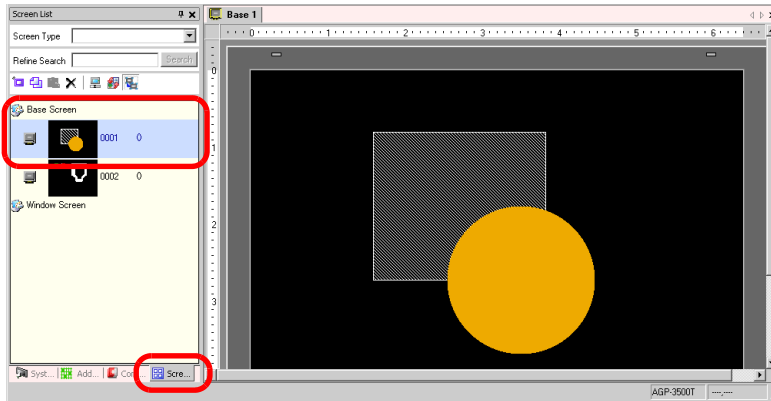 Screen List
Screen Type
Refine Search Search
Base Screen
0001 0
0002 0
Window Screen
Syst... Add... Co... Scre...
Base 1
0 1 2 3 4 5 6
0
1
2
3
AGP-3500T ----,----